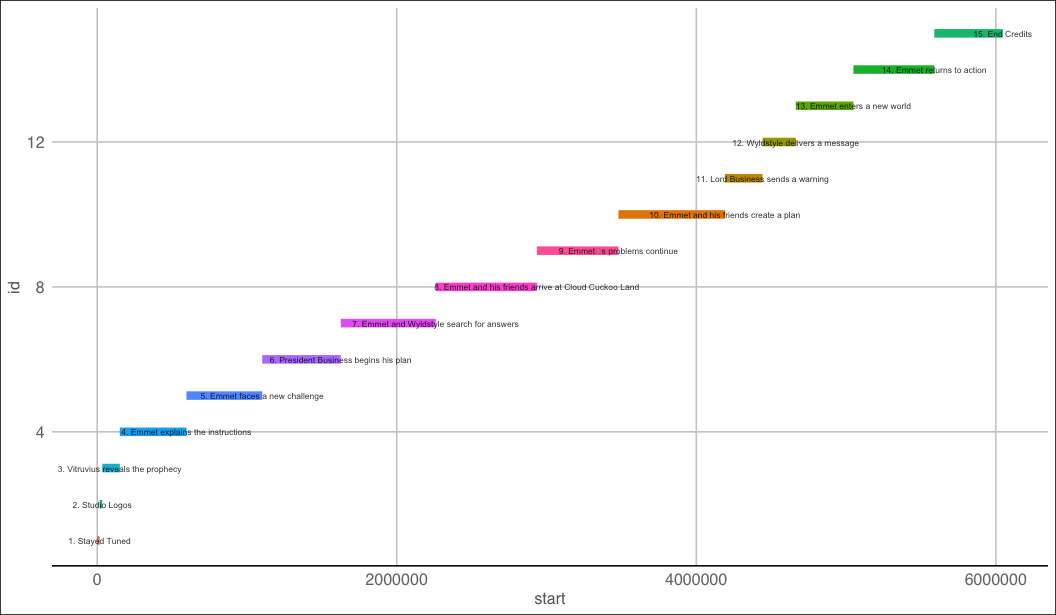 15. End Credits
14. Emmet returns to action
13. Emmet enters a new world
12
12. Wyldstyle delivers a message
11. Lord Business sends a warning
10. Emmet and his friends create a plan
9. Emmet s problems continue
id
8
8. Emmet and his friends arrive at Cloud Cuckoo Land
7. Emmet and Wyldstyle search for answers
6. President Business begins his plan
5. Emmet faces a new challenge
4
4. Emmet explains the instructions
3. Vitruvius reveals the prophecy
2. Studio Logos
1. Stayed Tuned
0
2000000
4000000
6000000
start